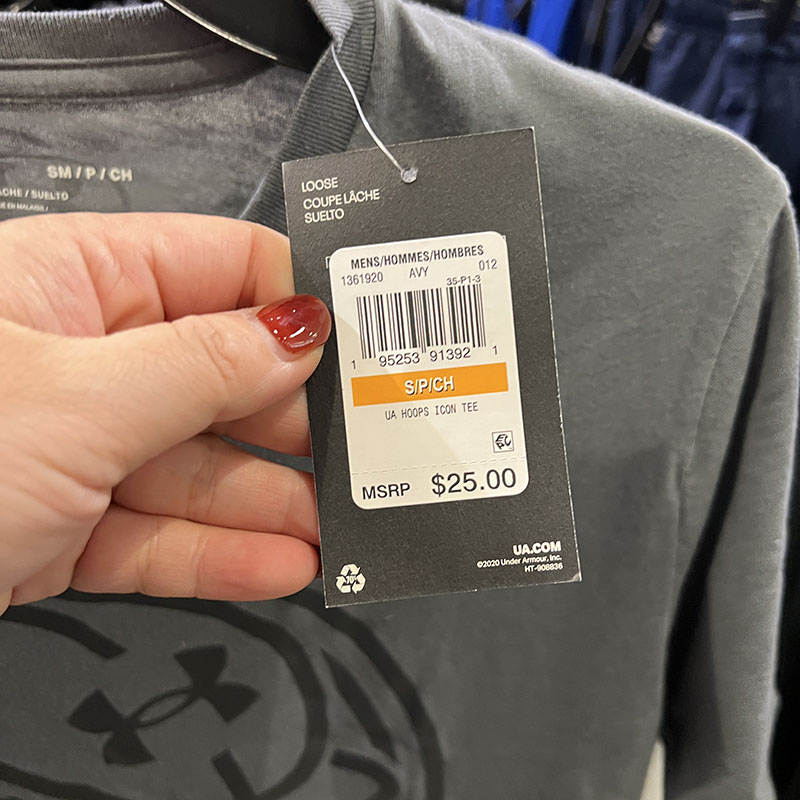 SM / P / CH
LOOSE
COUPE LÂCHE
SUELTO
MENS/HOMMES/HOMBRES
1361920 AVY 012
35-P1-3
1 95253 91392 1
S/P/CH
UA HOOPS ICON TEE
MSRP $25.00
UA.COM
©2020 Under Armour, Inc.
HT-908836